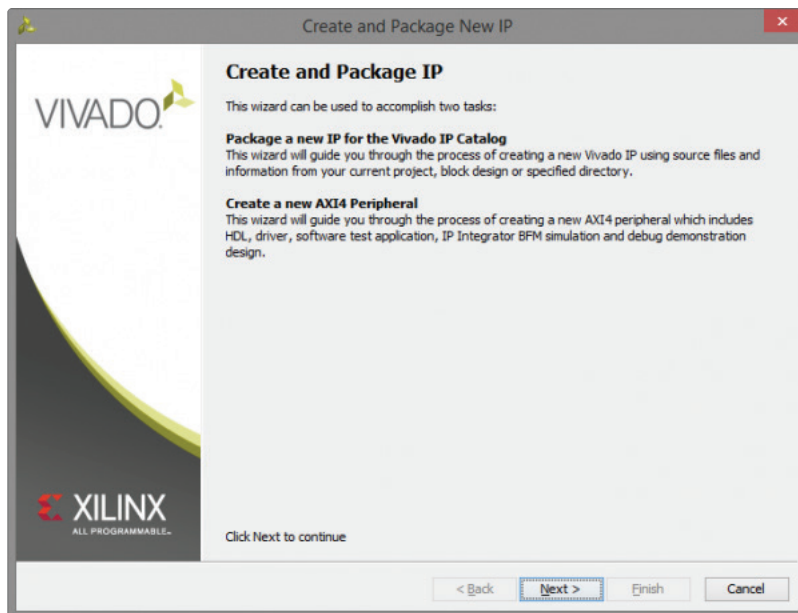 Create and Package New IP
VIVADO.
Create and Package IP
This wizard can be used to accomplish two tasks:
Package a new IP for the Vivado IP Catalog
This wizard will guide you through the process of creating a new Vivado IP using source files and
information from your current project, block design or specified directory.
Create a new AXI4 Peripheral
This wizard will guide you through the process of creating a new AXI4 peripheral which includes
HDL, driver, software test application, IP Integrator BFM simulation and debug demonstration
design.
XILINX
ALL PROGRAMMABLE™
Click Next to continue
< Back Next > Finish Cancel